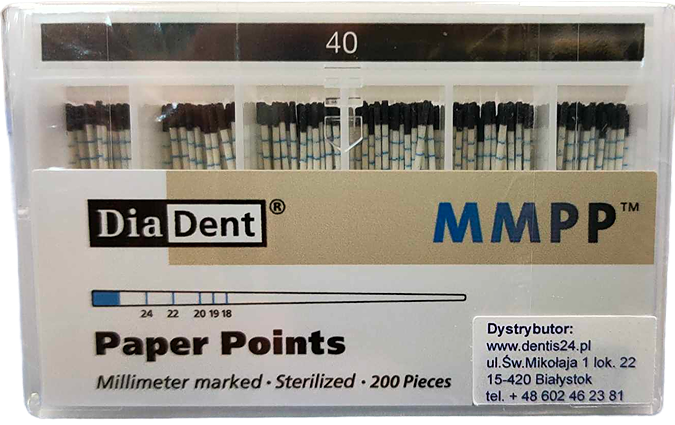 40
DiaDent®
MMPP™
24 22 20 19 18
Paper Points
Millimeter marked · Sterilized · 200 Pieces
Dystrybutor:
www.dentis24.pl
ul.Św.Mikołaja 1 lok. 22
15-420 Białystok
tel. + 48 602 46 23 81